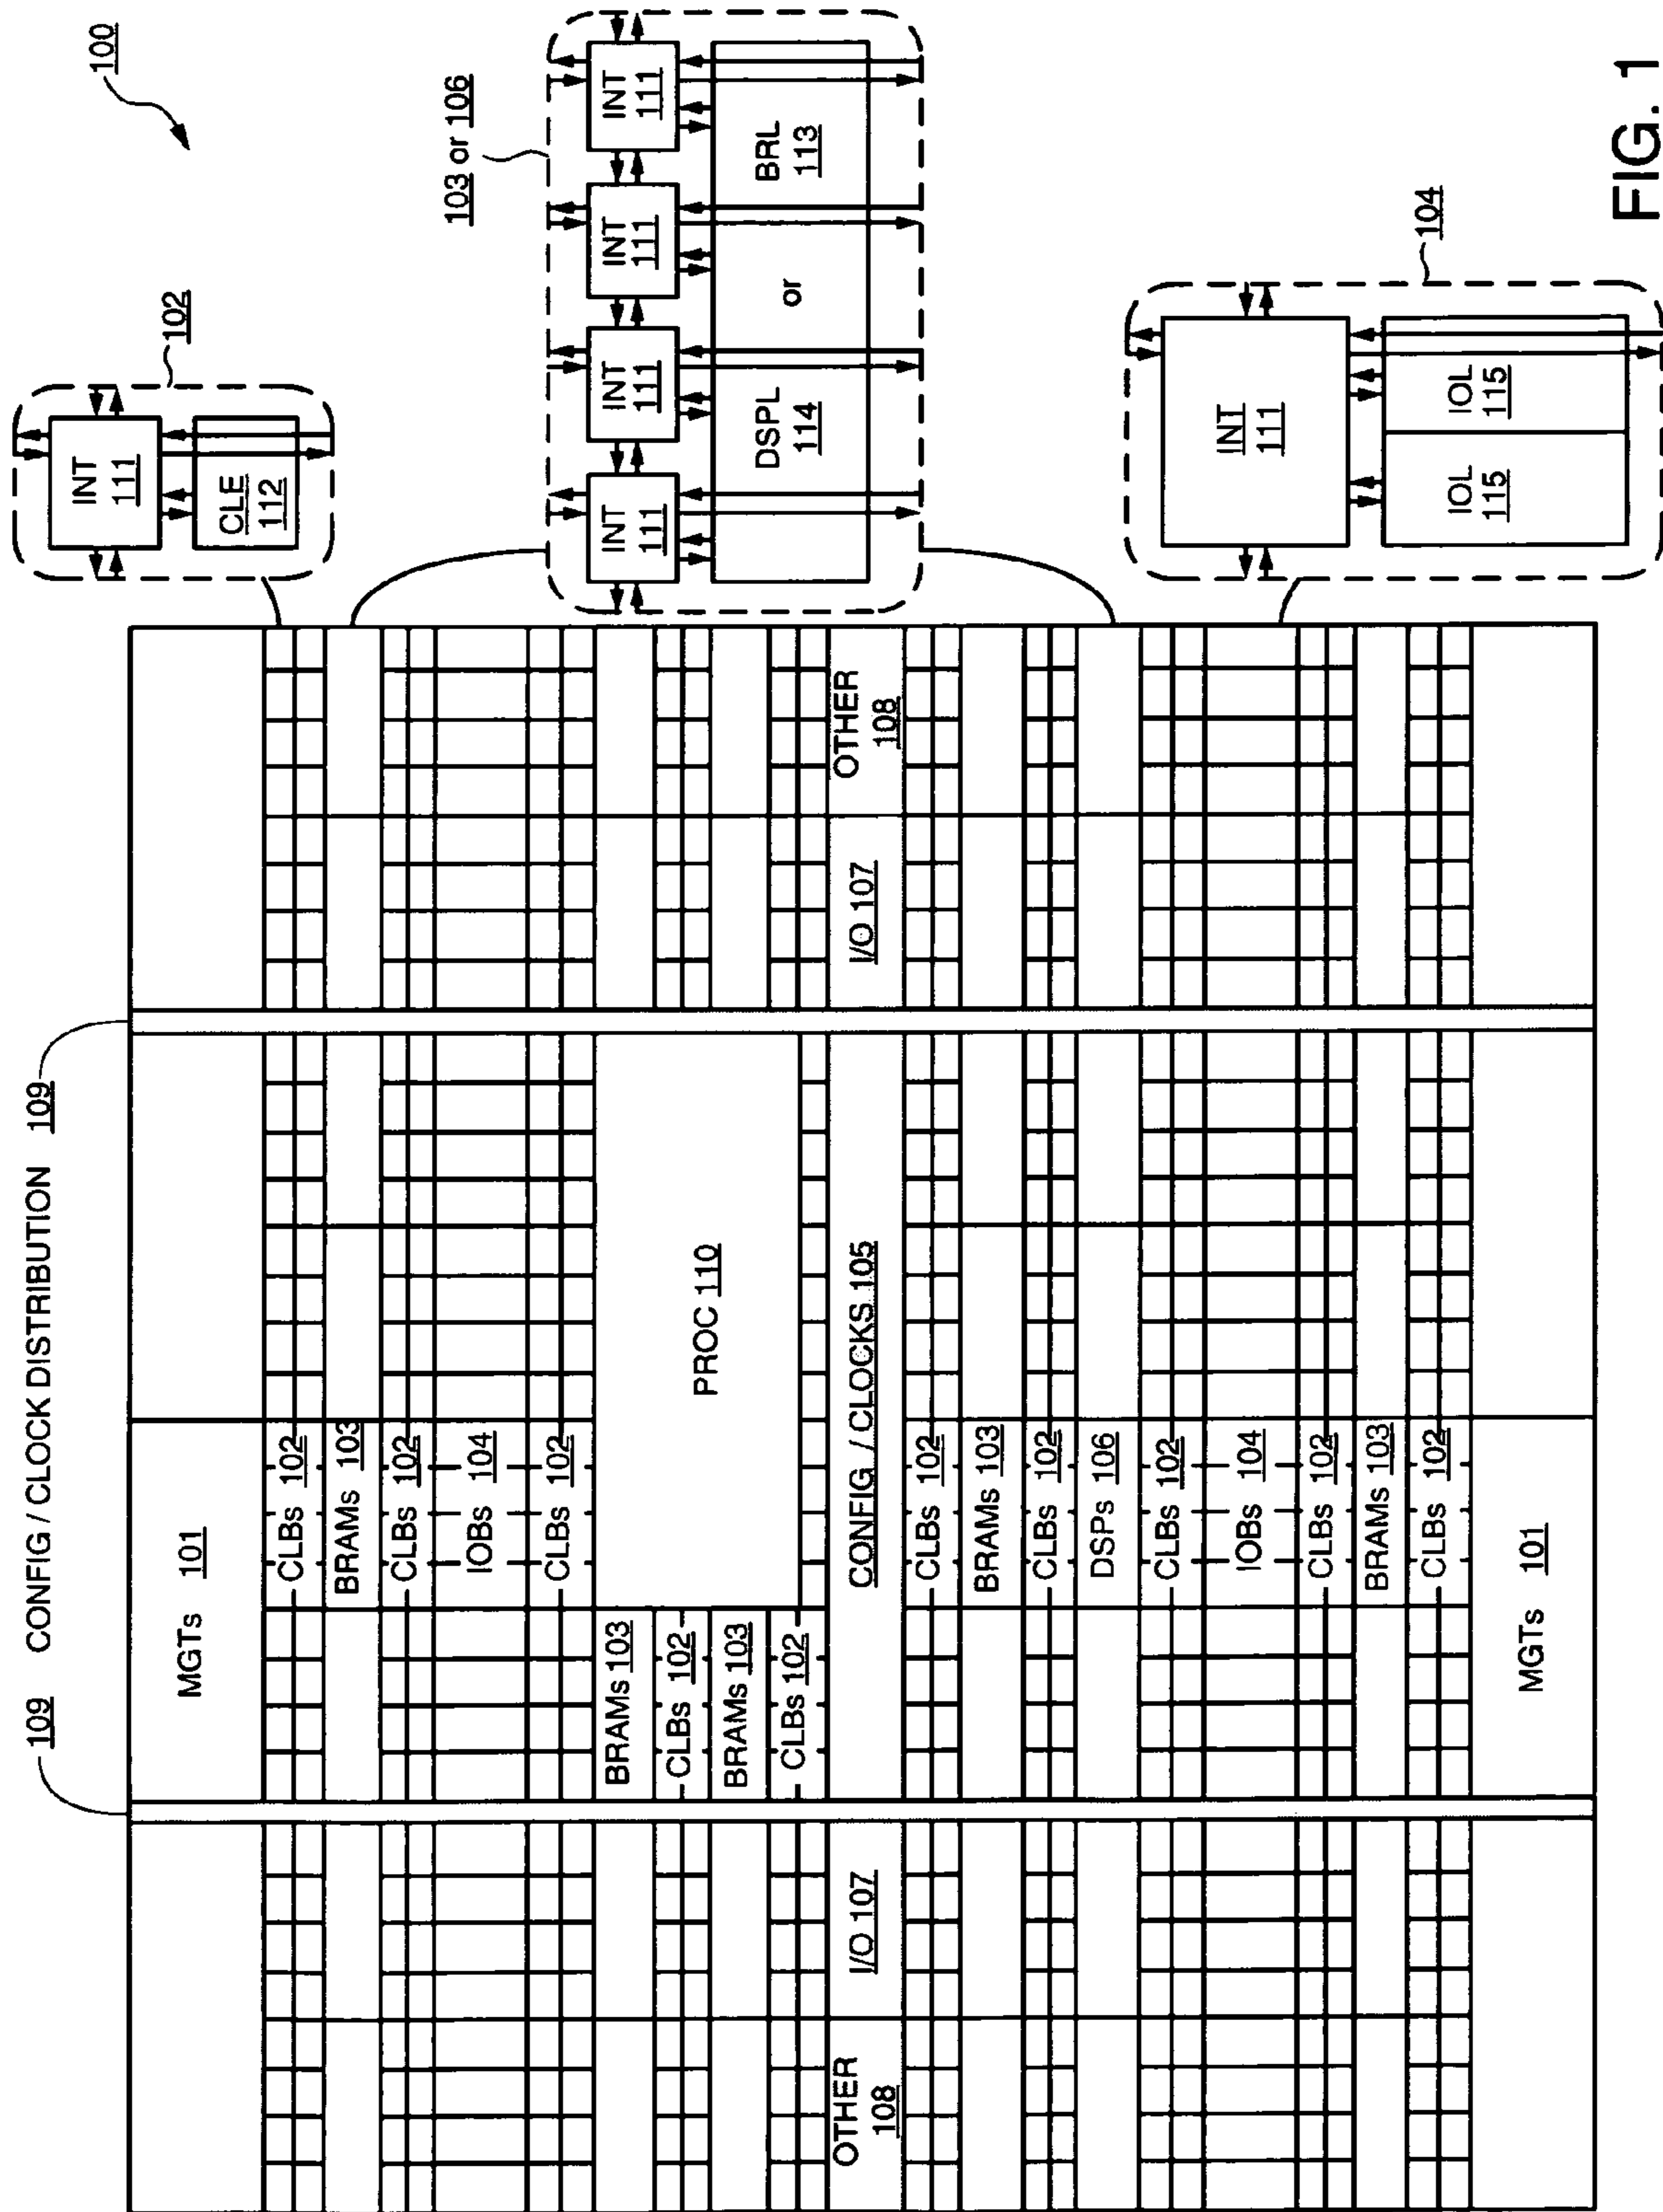 109 CONFIG / CLOCK DISTRIBUTION 109
100
MGTs 101
CLBs 102
BRAMs 103
CLBs 102
IOBs 104
CLBs 102
BRAMs 103
CLBs 102
BRAMs 103
CLBs 102
PROC 110
OTHER
108
I/O 107
CONFIG / CLOCKS 105
I/O 107
OTHER
108
CLBs 102
BRAMs 103
CLBs 102
DSPs 106
CLBs 102
IOBs 104
CLBs 102
BRAMs 103
CLBs 102
MGTs 101
102
INT
111
CLE
112
103 or 106
INT
111
INT
111
INT
111
INT
111
DSPL
114
or
BRL
113
104
INT
111
IOL
115
IOL
115
FIG. 1